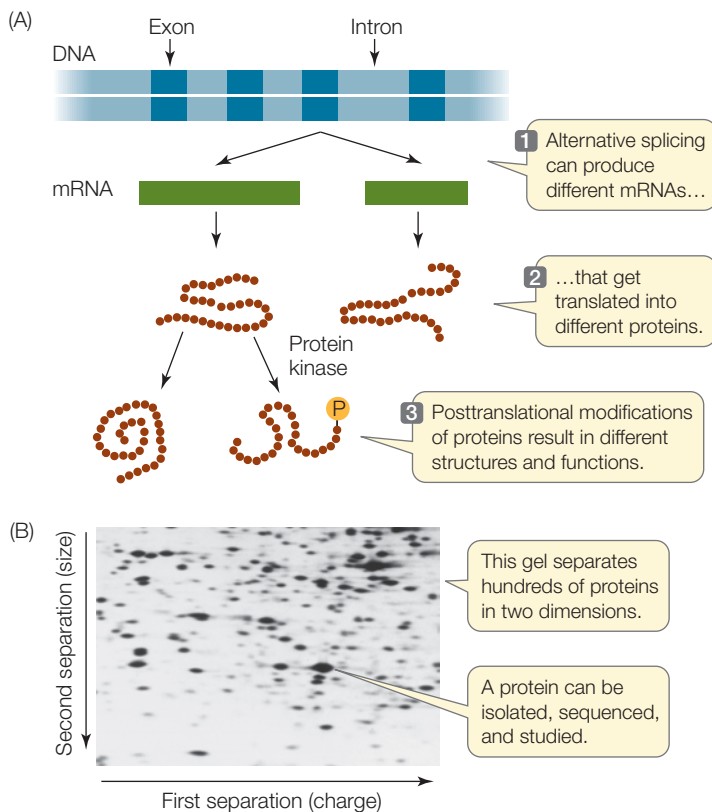 (A)
Exon
Intron
DNA
1 Alternative splicing
can produce
different mRNAs…
mRNA
2 …that get
translated into
different proteins.
Protein
kinase
P
3 Posttranslational modifications
of proteins result in different
structures and functions.
(B)
Second separation (size)
This gel separates
hundreds of proteins
in two dimensions.
A protein can be
isolated, sequenced,
and studied.
First separation (charge)